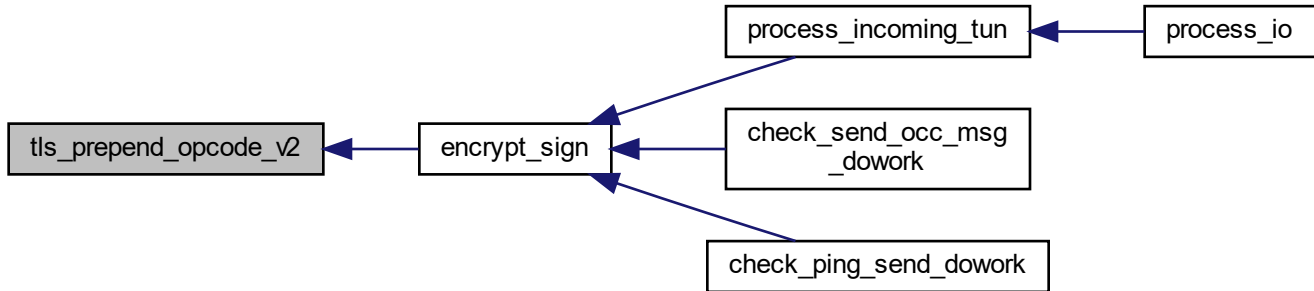 process_incoming_tun
process_io
tls_prepend_opcode_v2
encrypt_sign
check_send_occ_msg
_dowork
check_ping_send_dowork